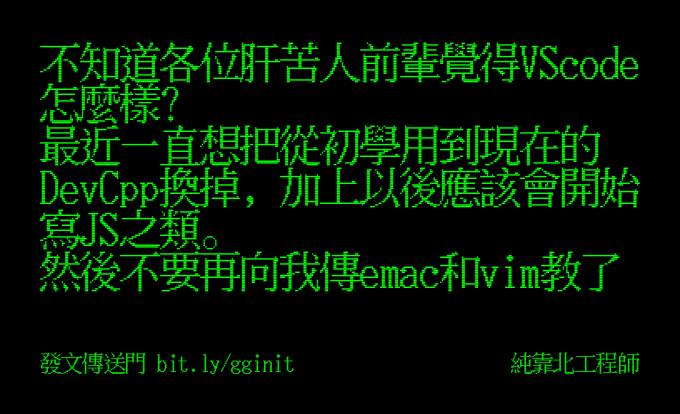 不知道各位肝苦人前輩覺得VScode
怎麼樣?
最近一直想把從初學用到現在的
DevCpp換掉, 加上以後應該會開始
寫JS之類。
然後不要再向我傳emac和vim教了
發文傳送門 bit.ly/gginit
純靠北工程師